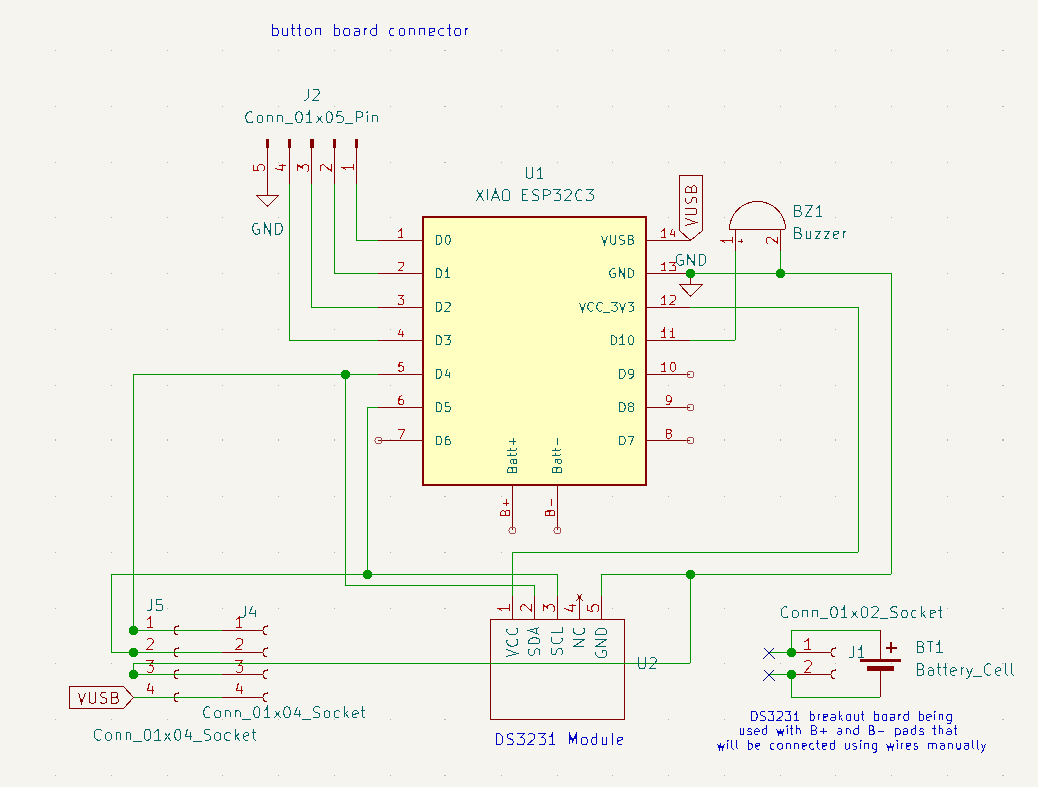 button board connector
J2
Conn_01x05_Pin
5 4 3 2 1
GND
U1
XIAO ESP32C3
VUSB
BZ1
Buzzer
1 + 2
1 D0 VUSB 14
GND
2 D1 GND 13
3 D2 VCC_3V3 12
4 D3 D10 11
5 D4 D9 10
6 D5 D8 9
7 D6 D7 8
Batt+ Batt-
B+ B-
1 2 3 4 5
VCC SDA SCL NC GND
U2
DS3231 Module
J5 J4
1 1
2 2
3 3
4 4
VUSB
Conn_01x04_Socket
Conn_01x04_Socket
Conn_01x02_Socket
1 J1 + BT1
2 Battery_Cell
DS3231 breakout board being
used with B+ and B- pads that
will be connected using wires manually